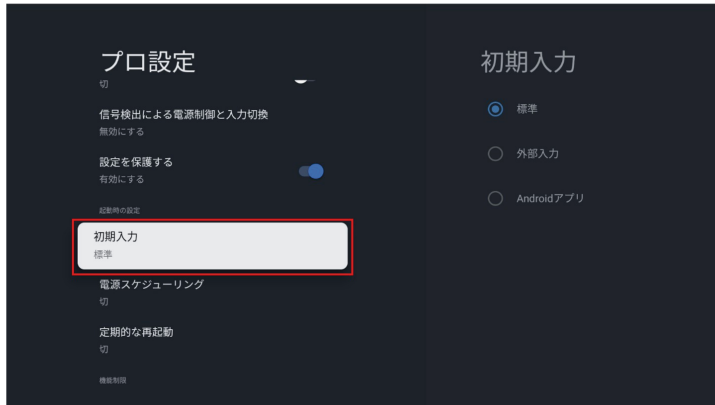 プロ設定
切
信号検出による電源制御と入力切換
無効にする
設定を保護する
有効にする
起動時の設定
初期入力
標準
電源スケジューリング
切
定期的な再起動
切
機能制限
初期入力
標準
外部入力
Androidアプリ